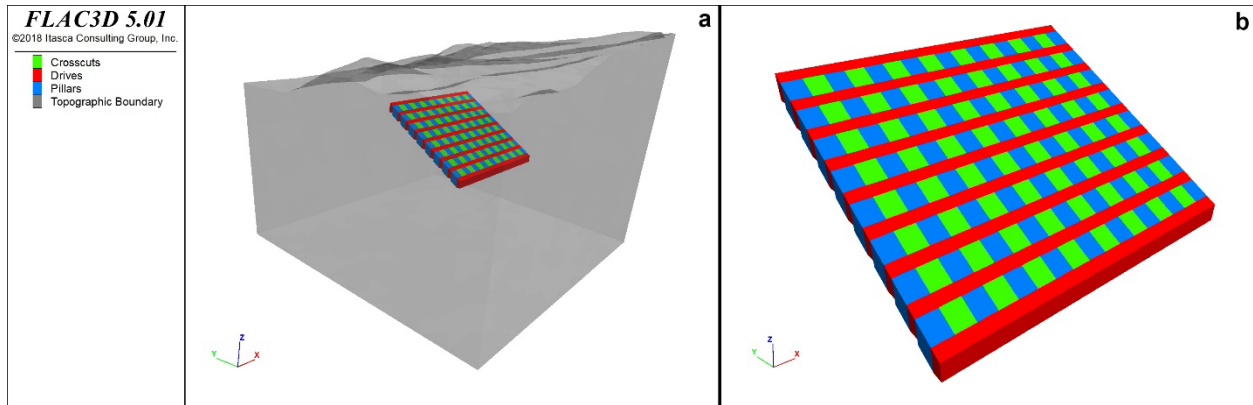 FLAC3D 5.01
©2018 Itasca Consulting Group, Inc.
Crosscuts
Drives
Pillars
Topographic Boundary
a
Z
Y
X
b
Z
Y
X